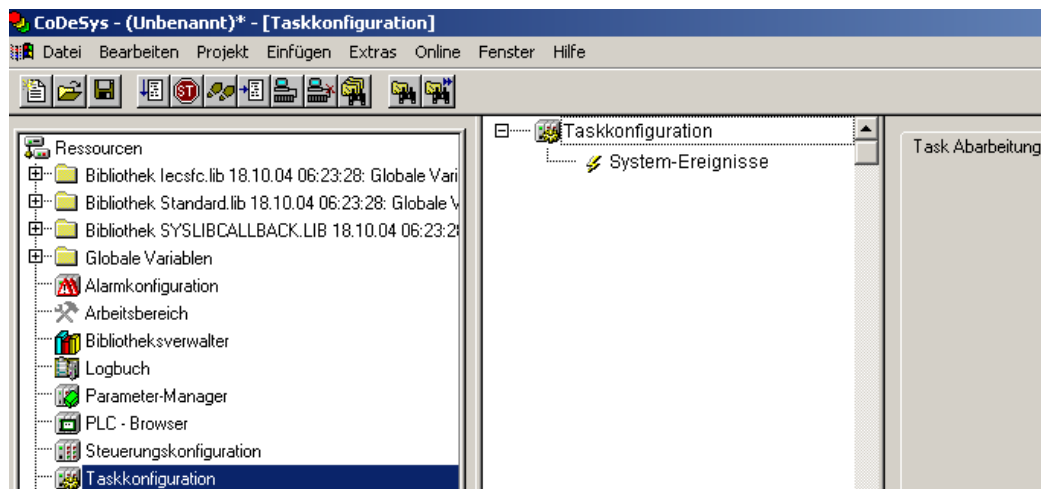 CoDeSys - (Unbenannt)* - [Taskkonfiguration]
Datei Bearbeiten Projekt Einfügen Extras Online Fenster Hilfe
Ressourcen
Bibliothek Iecsfc.lib 18.10.04 06:23:28: Globale Vari
Bibliothek Standard.lib 18.10.04 06:23:28: Globale V
Bibliothek SYSLIBCALLBACK.LIB 18.10.04 06:23:2
Globale Variablen
Alarmkonfiguration
Arbeitsbereich
Bibliotheksverwalter
Logbuch
Parameter-Manager
PLC - Browser
Steuerungskonfiguration
Taskkonfiguration
Taskkonfiguration
System-Ereignisse
Task Abarbeitung